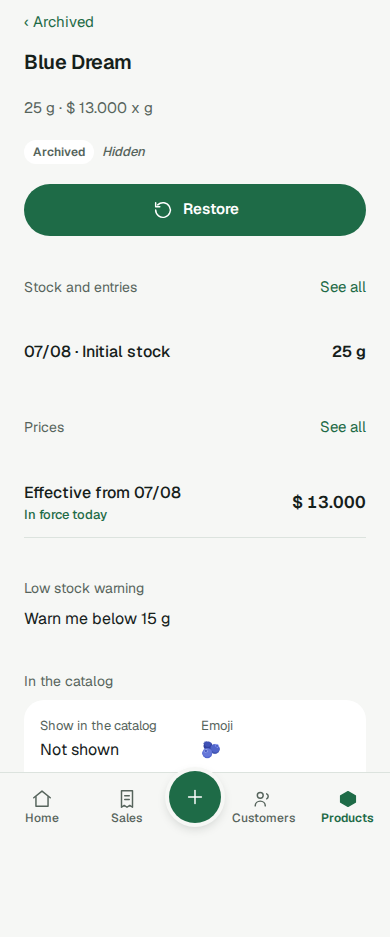 ‹ Archived
Blue Dream
25 g · $ 13.000 x g
Archived Hidden
Restore
Stock and entries See all
07/08 · Initial stock 25 g
Prices See all
Effective from 07/08
In force today
$ 13.000
Low stock warning
Warn me below 15 g
In the catalog
Show in the catalog Emoji
Not shown 🫐
Home Sales + Customers Products